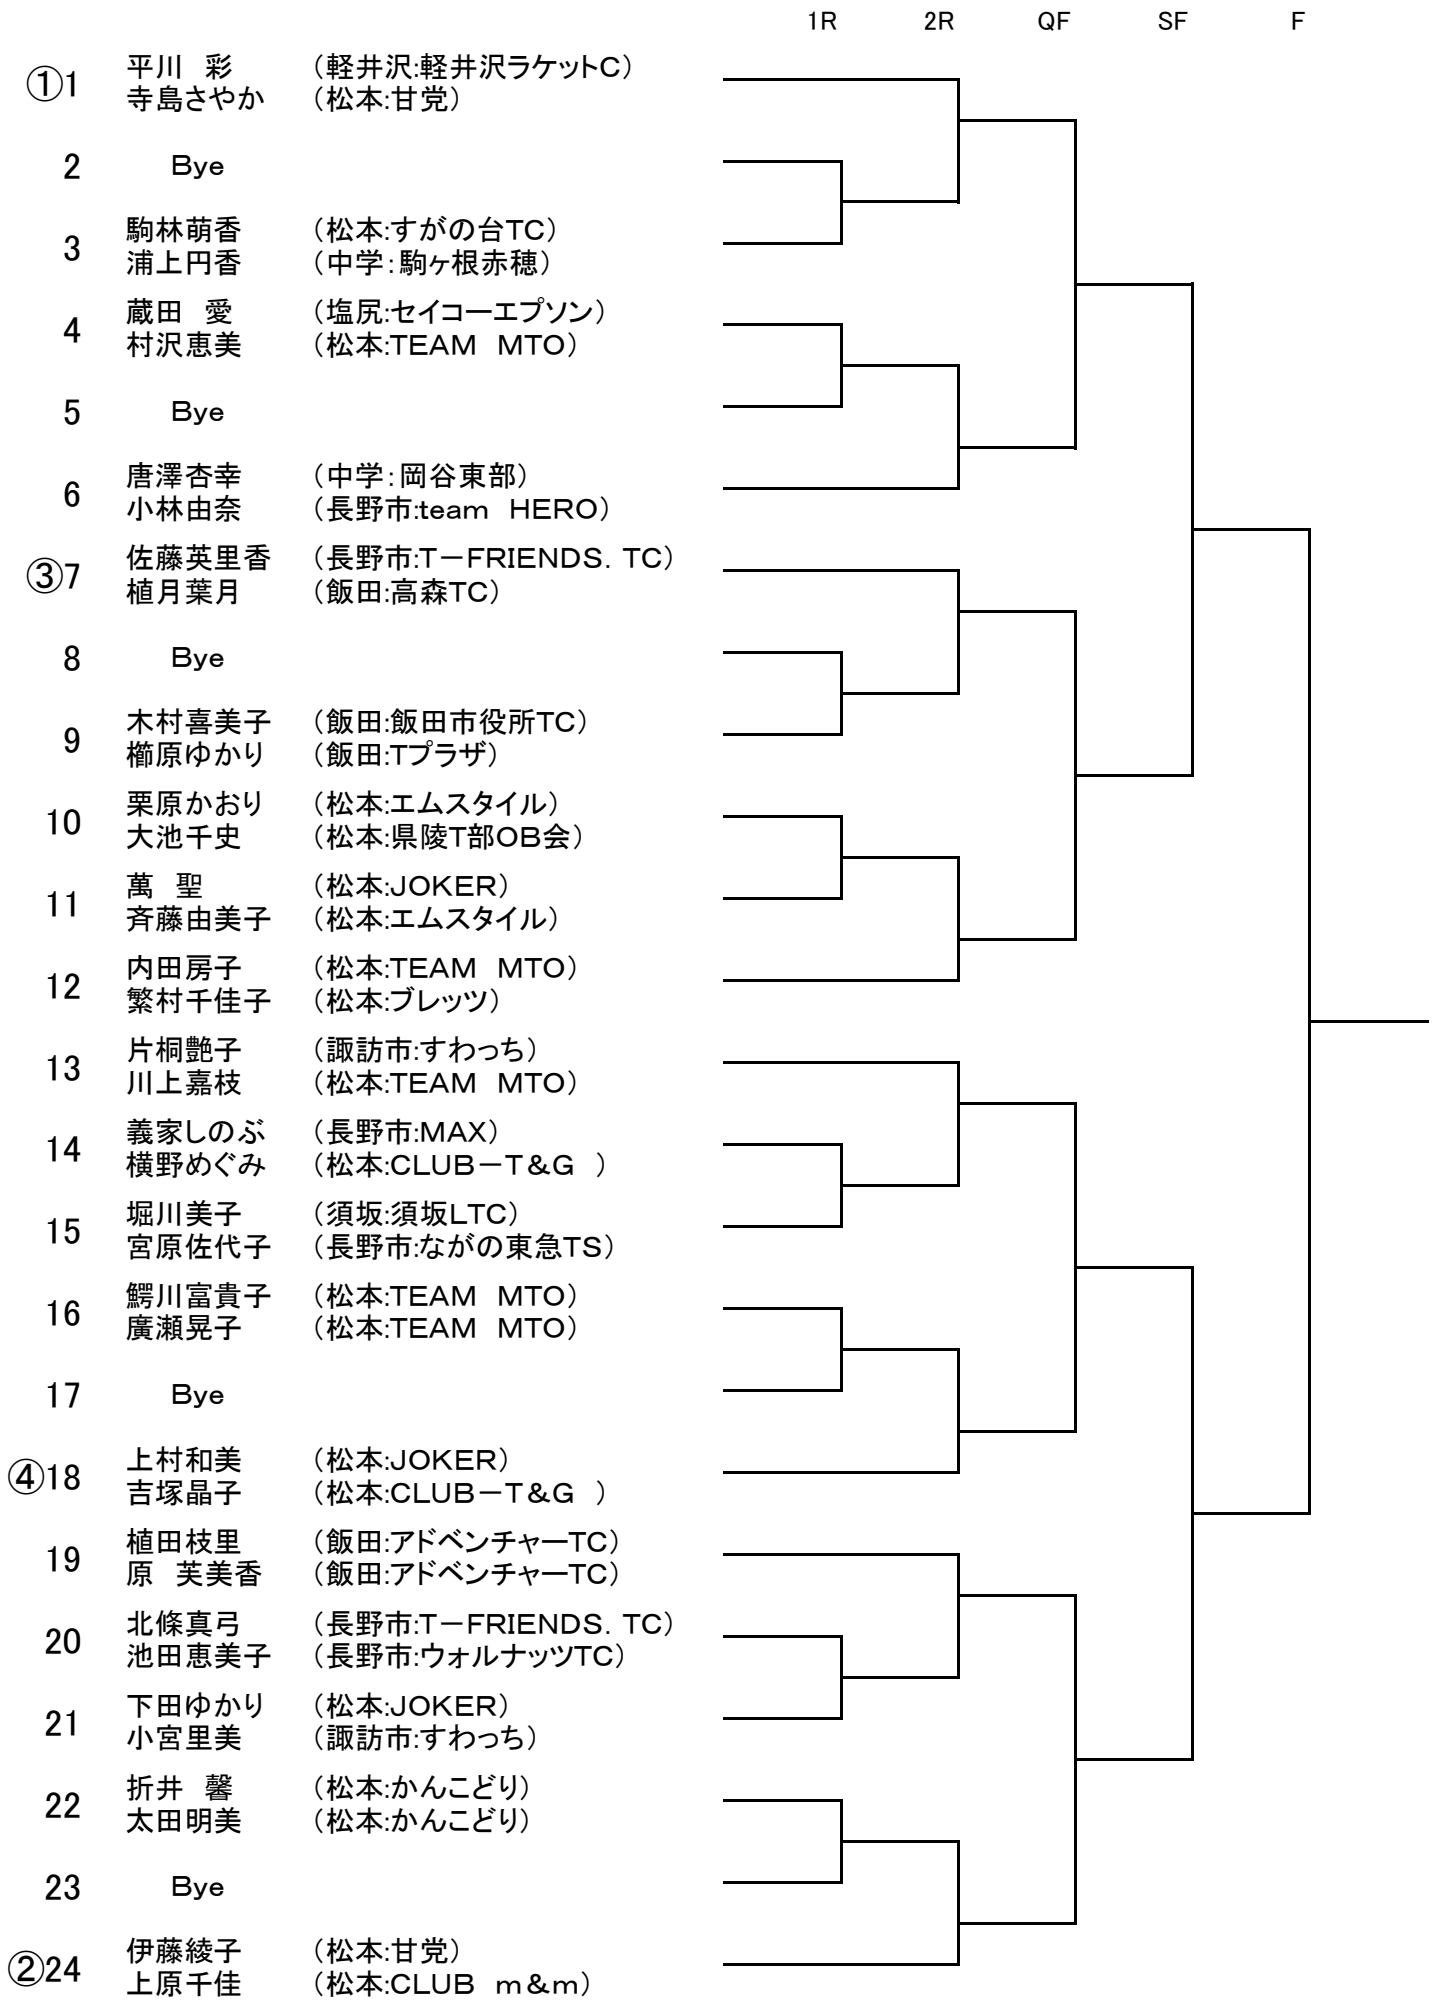 1R 2R QF SF F
①1 平川 彩 （軽井沢:軽井沢ラケットC）
寺島さやか （松本:甘党）
2 Bye
3 駒林萌香 （松本:すがの台TC）
浦上円香 （中学：駒ヶ根赤穂）
4 蔵田 愛 （塩尻:セイコーエプソン）
村沢恵美 （松本:TEAM MTO）
5 Bye
6 唐澤杏幸 （中学：岡谷東部）
小林由奈 （長野市:team HERO）
③7 佐藤英里香 （長野市:T－FRIENDS．TC）
植月葉月 （飯田:高森TC）
8 Bye
9 木村喜美子 （飯田:飯田市役所TC）
櫛原ゆかり （飯田:Tプラザ）
10 栗原かおり （松本:エムスタイル）
大池千史 （松本:県陵T部OB会）
11 萬 聖 （松本:JOKER）
斉藤由美子 （松本:エムスタイル）
12 内田房子 （松本:TEAM MTO）
繁村千佳子 （松本:ブレッツ）
13 片桐艶子 （諏訪市:すわっち）
川上嘉枝 （松本:TEAM MTO）
14 義家しのぶ （長野市:MAX）
横野めぐみ （松本:CLUB－T＆G ）
15 堀川美子 （須坂:須坂LTC）
宮原佐代子 （長野市:ながの東急TS）
16 鰐川富貴子 （松本:TEAM MTO）
廣瀬晃子 （松本:TEAM MTO）
17 Bye
④18 上村和美 （松本:JOKER）
吉塚晶子 （松本:CLUB－T＆G ）
19 植田枝里 （飯田:アドベンチャーTC）
原 芙美香 （飯田:アドベンチャーTC）
20 北條真弓 （長野市:T－FRIENDS．TC）
池田恵美子 （長野市:ウォルナッツTC）
21 下田ゆかり （松本:JOKER）
小宮里美 （諏訪市:すわっち）
22 折井 馨 （松本:かんこどり）
太田明美 （松本:かんこどり）
23 Bye
②24 伊藤綾子 （松本:甘党）
上原千佳 （松本:CLUB m＆m）